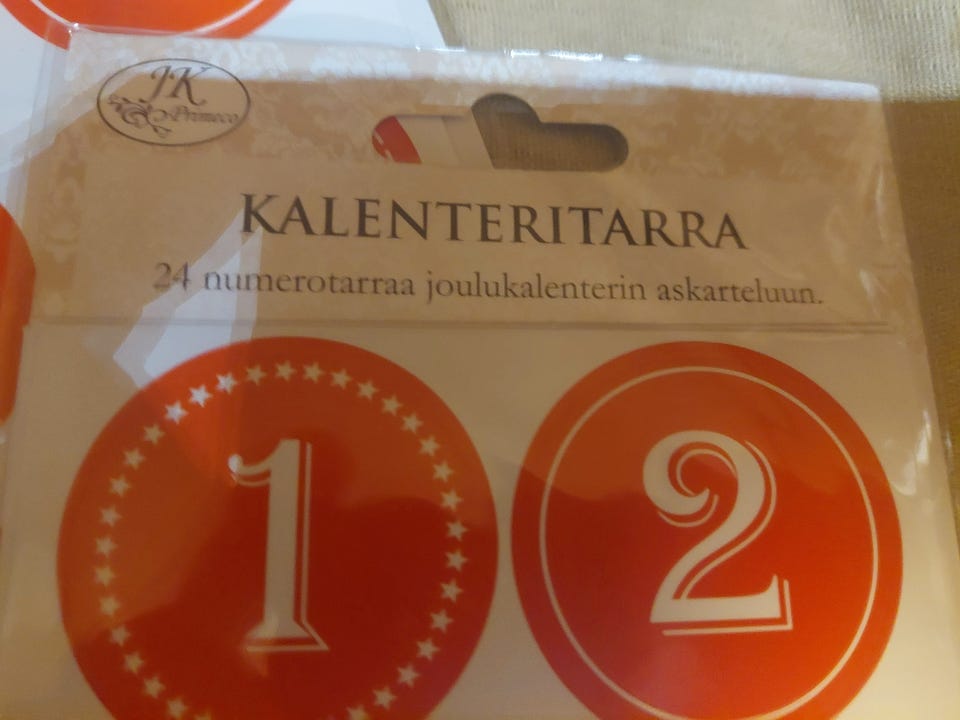 JK
Primeco
KALENTERITARRA
24 numerotarraa joulukalenterin askarteluun.
1 2